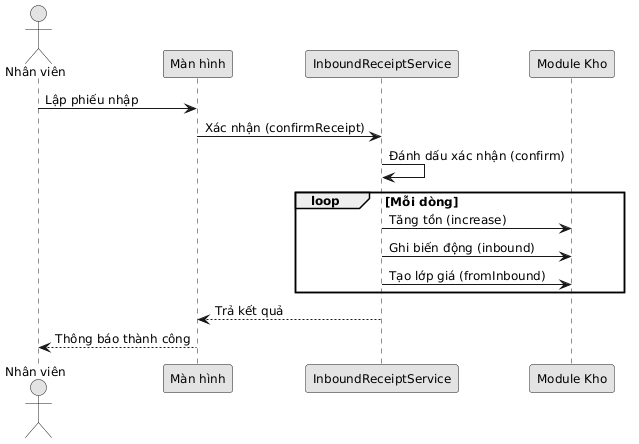 Nhân viên
Màn hình
InboundReceiptService
Module Kho
Lập phiếu nhập
Xác nhận (confirmReceipt)
Đánh dấu xác nhận (confirm)
loop [Mỗi dòng]
Tăng tồn (increase)
Ghi biến động (inbound)
Tạo lớp giá (fromInbound)
Trả kết quả
Thông báo thành công
Nhân viên
Màn hình
InboundReceiptService
Module Kho